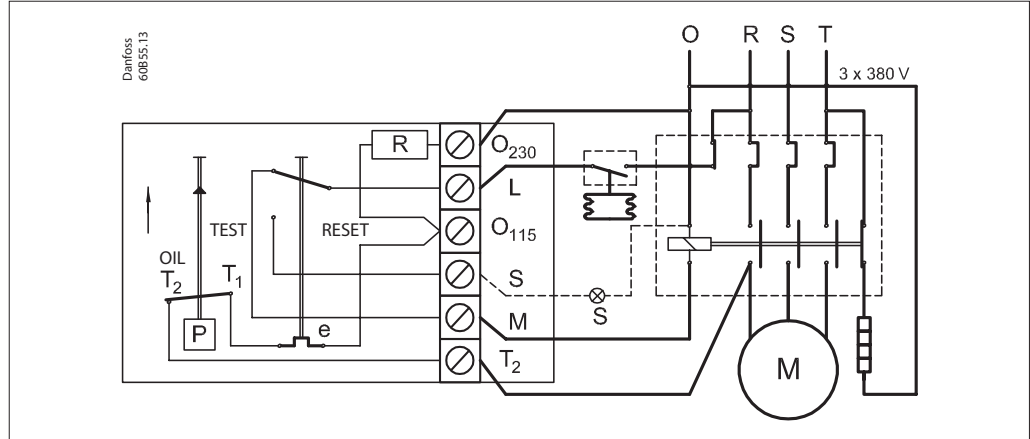 Danfoss
60B55.13
O R S T
3 x 380 V
R
O230
L
TEST
RESET
O115
OIL
T2
T1
S
S
P
e
M
T2
M